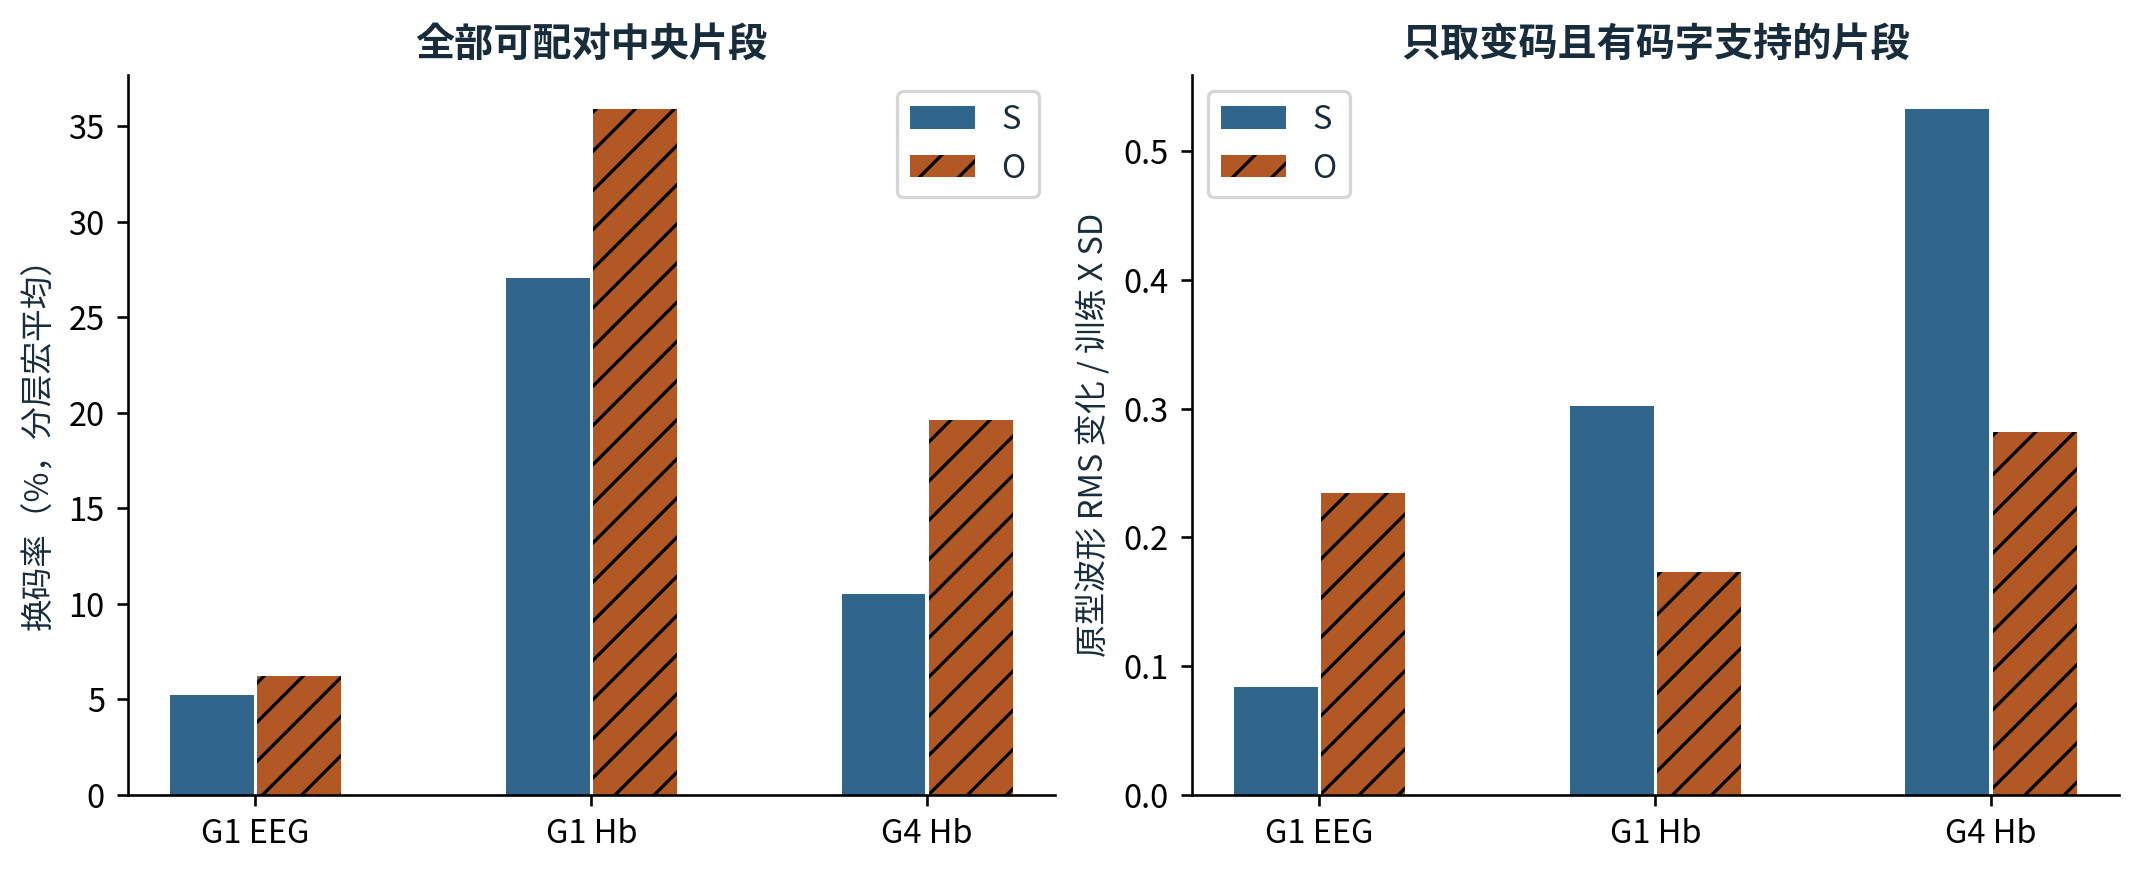 全部可配对中央片段
换码率（%，分层宏平均）
35
30
25
20
15
10
5
0
S
O
G1 EEG
G1 Hb
G4 Hb
只取变码且有码字支持的片段
原型波形 RMS 变化 / 训练 X SD
0.5
0.4
0.3
0.2
0.1
0.0
S
O
G1 EEG
G1 Hb
G4 Hb